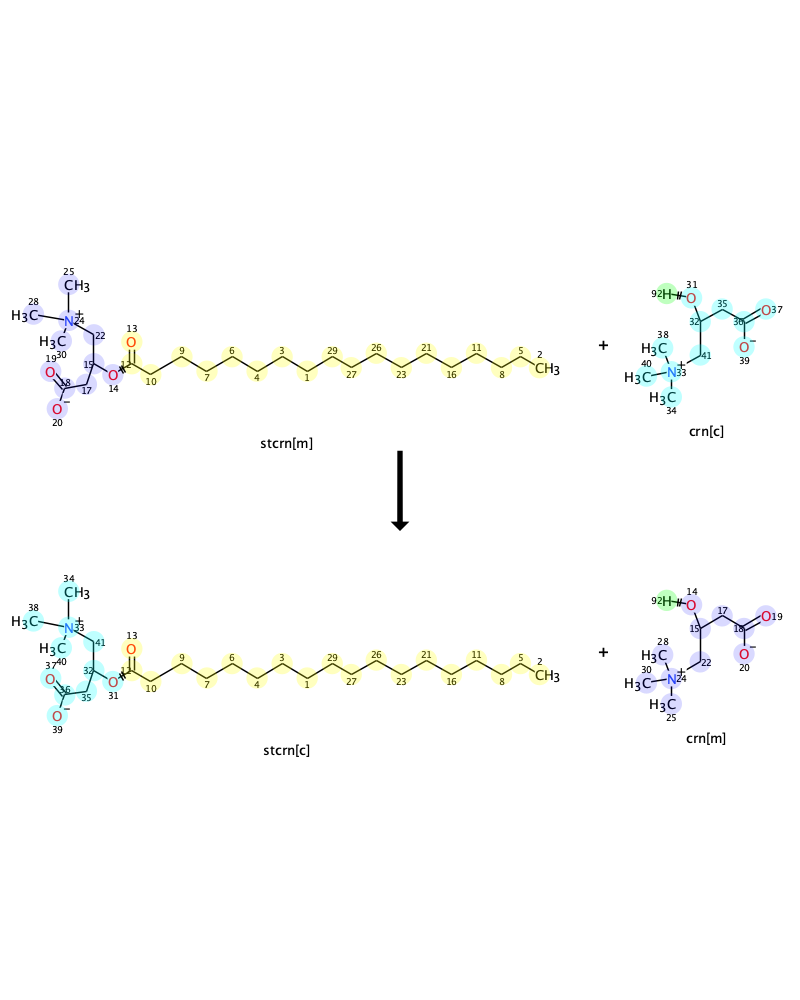 25
CH₃
28
H₃C
N⁺
24
22
H₃C
30
19
O
18
15
17
O⁻
20
O
14
13
O
12
10
9
7
6
4
3
1
29
27
26
23
21
16
11
8
5
2
CH₃
stcrn[m]
+
92
H
31
O
32
35
36
O
37
O⁻
39
38
H₃C
40
H₃C
N⁺
33
41
H₃C
34
crn[c]
34
CH₃
38
H₃C
N⁺
33
41
H₃C
40
37
O
36
32
35
O⁻
39
O
31
13
O
12
10
9
7
6
4
3
1
29
27
26
23
21
16
11
8
5
2
CH₃
stcrn[c]
+
92
H
14
O
15
17
18
O
19
O⁻
20
28
H₃C
30
H₃C
N⁺
24
22
H₃C
25
crn[m]